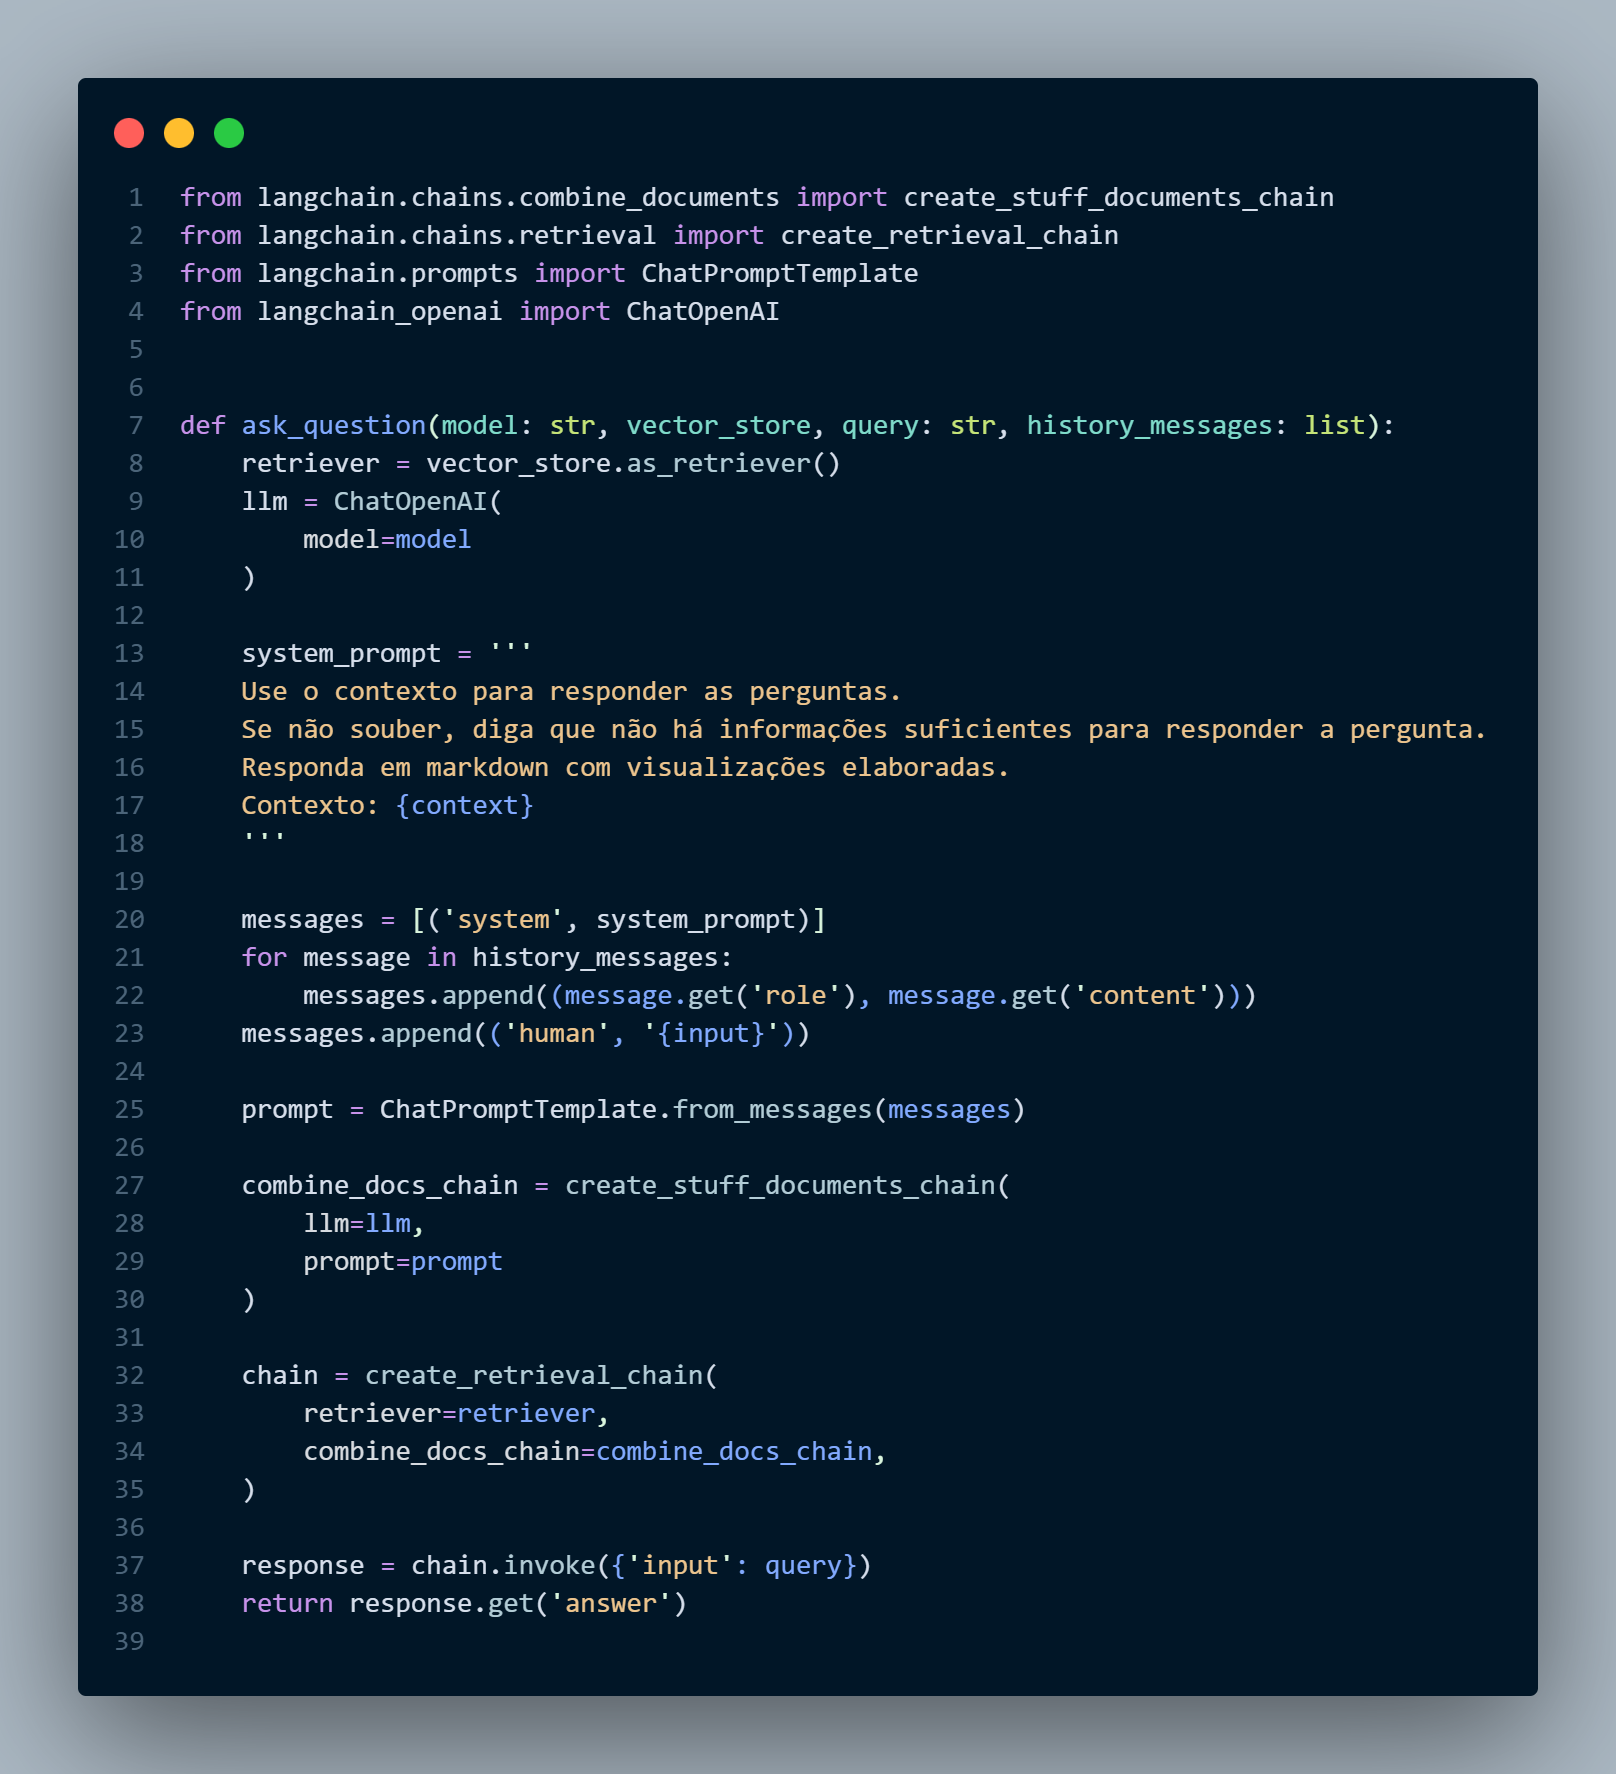 1 from langchain.chains.combine_documents import create_stuff_documents_chain
2 from langchain.chains.retrieval import create_retrieval_chain
3 from langchain.prompts import ChatPromptTemplate
4 from langchain_openai import ChatOpenAI
5
6
7 def ask_question(model: str, vector_store, query: str, history_messages: list):
8     retriever = vector_store.as_retriever()
9     llm = ChatOpenAI(
10         model=model
11     )
12
13     system_prompt = '''
14     Use o contexto para responder as perguntas.
15     Se não souber, diga que não há informações suficientes para responder a pergunta.
16     Responda em markdown com visualizações elaboradas.
17     Contexto: {context}
18     '''
19
20     messages = [('system', system_prompt)]
21     for message in history_messages:
22         messages.append((message.get('role'), message.get('content')))
23     messages.append(('human', '{input}'))
24
25     prompt = ChatPromptTemplate.from_messages(messages)
26
27     combine_docs_chain = create_stuff_documents_chain(
28         llm=llm,
29         prompt=prompt
30     )
31
32     chain = create_retrieval_chain(
33         retriever=retriever,
34         combine_docs_chain=combine_docs_chain,
35     )
36
37     response = chain.invoke({'input': query})
38     return response.get('answer')
39